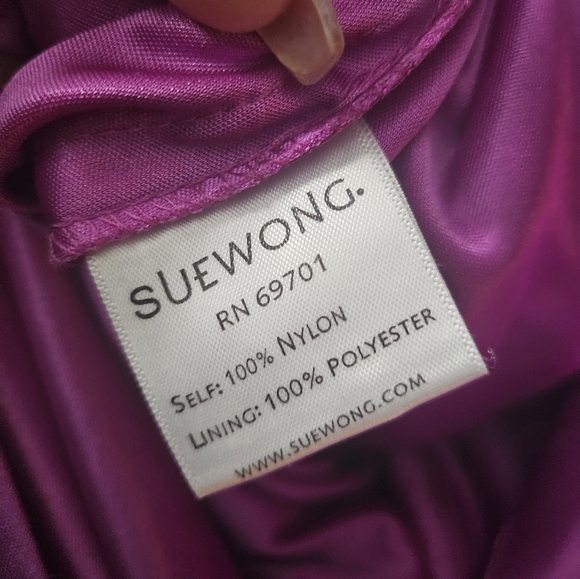 SUEWONG.
RN 69701
SELF: 100% NYLON
LINING: 100% POLYESTER
WWW.SUEWONG.COM